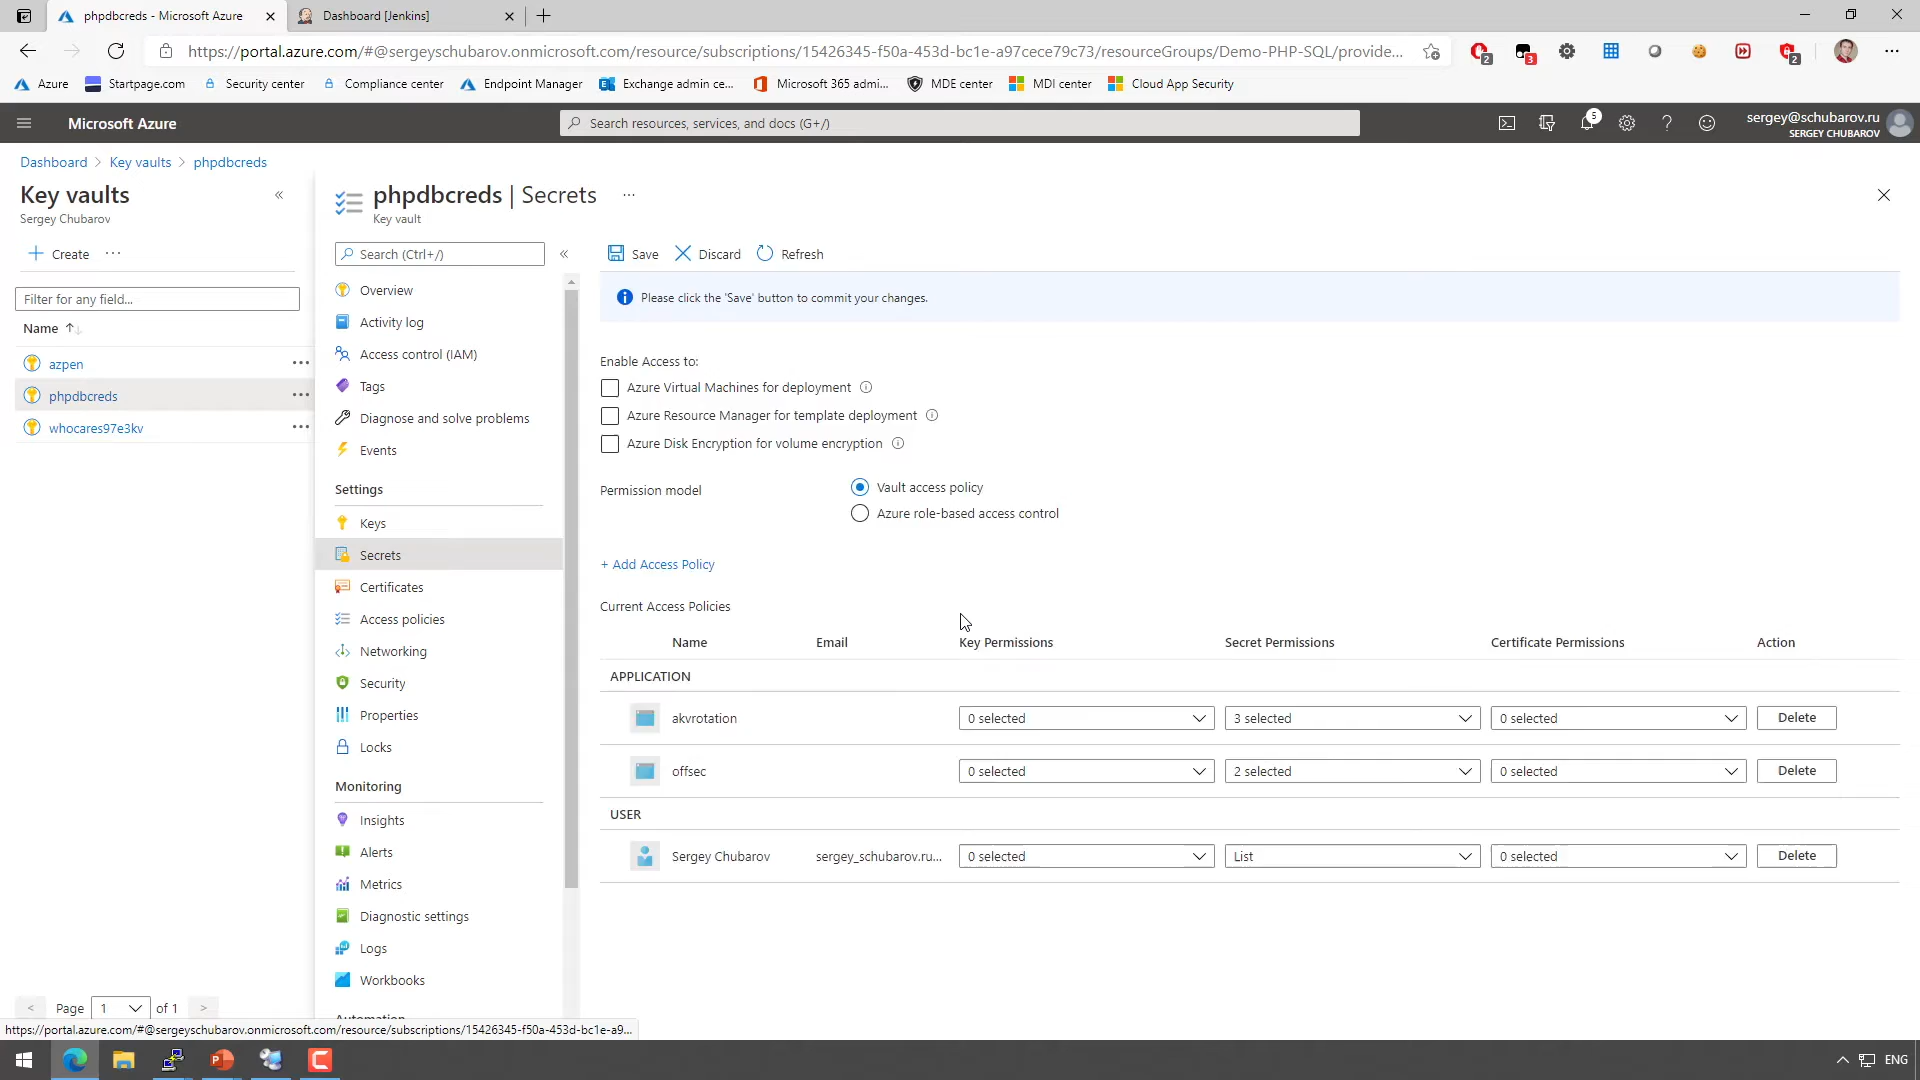 phpdbcreds - Microsoft Azure
Dashboard [Jenkins]
https://portal.azure.com/#@sergeyschubarov.onmicrosoft.com/resource/subscriptions/15426345-f50a-453d-bc1e-a97cece79c73/resourceGroups/Demo-PHP-SQL/provide...
2
3
2
Azure
Startpage.com
Security center
Compliance center
Endpoint Manager
Exchange admin ce...
Microsoft 365 admi...
MDE center
MDI center
Cloud App Security
Microsoft Azure
Search resources, services, and docs (G+/)
5
sergey@schubarov.ru
SERGEY CHUBAROV
Dashboard > Key vaults > phpdbcreds
Key vaults
Sergey Chubarov
+ Create ...
Filter for any field...
Name ↑↓
azpen ...
phpdbcreds ...
whocares97e3kv ...
< Page 1 of 1 >
phpdbcreds | Secrets ...
Key vault
Search (Ctrl+/)
«
Overview
Activity log
Access control (IAM)
Tags
Diagnose and solve problems
Events
Settings
Keys
Secrets
Certificates
Access policies
Networking
Security
Properties
Locks
Monitoring
Insights
Alerts
Metrics
Diagnostic settings
Logs
Workbooks
Automation
Save Discard Refresh
Please click the 'Save' button to commit your changes.
Enable Access to:
Azure Virtual Machines for deployment
Azure Resource Manager for template deployment
Azure Disk Encryption for volume encryption
Permission model
Vault access policy
Azure role-based access control
+ Add Access Policy
Current Access Policies
Name Email Key Permissions Secret Permissions Certificate Permissions Action
APPLICATION
akvrotation 0 selected 3 selected 0 selected Delete
offsec 0 selected 2 selected 0 selected Delete
USER
Sergey Chubarov sergey_schubarov.ru... 0 selected List 0 selected Delete
https://portal.azure.com/#@sergeyschubarov.onmicrosoft.com/resource/subscriptions/15426345-f50a-453d-bc1e-a9...
ENG